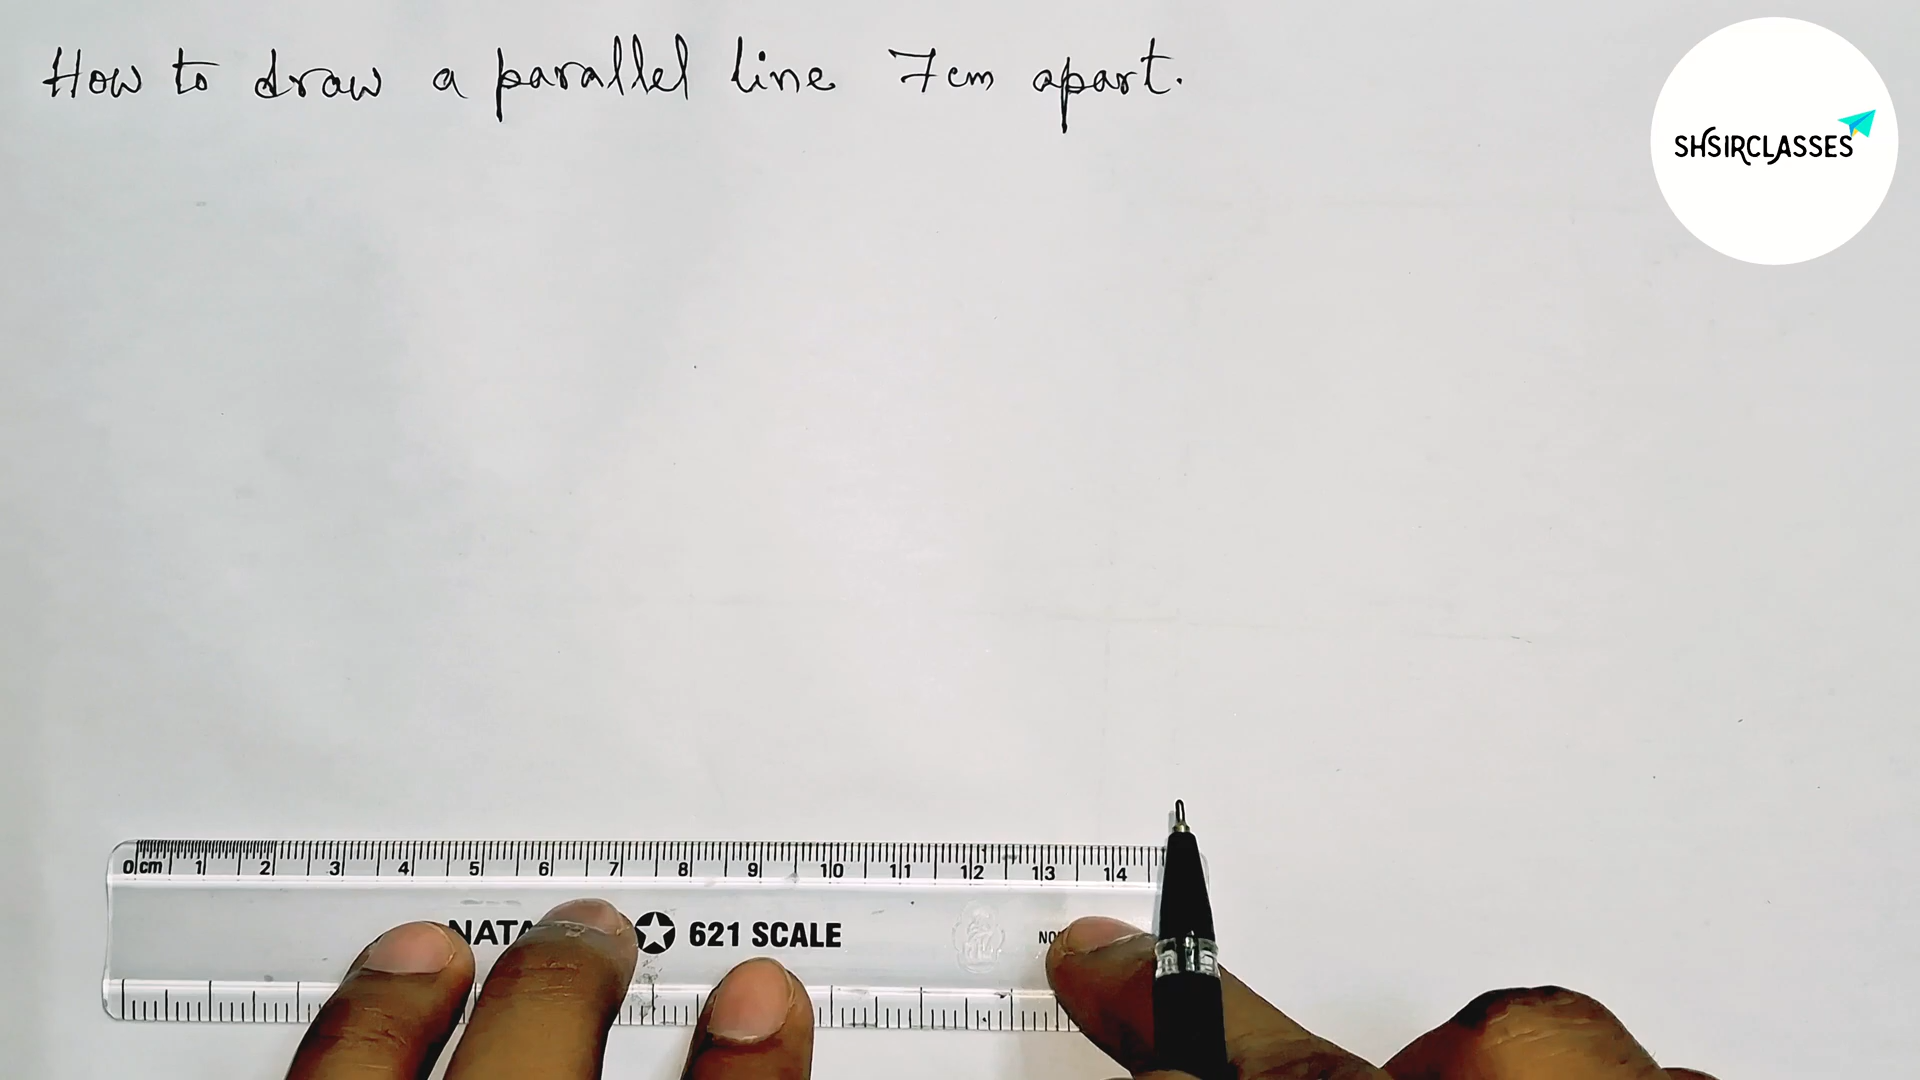 How to draw a parallel line 7cm apart.
SHSIRCLASSES
0 cm 1 2 3 4 5 6 7 8 9 10 11 12 13 14
NATA 621 SCALE